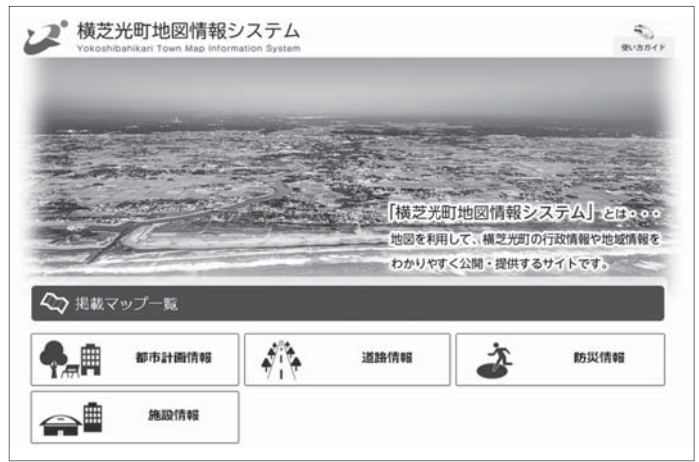 横芝光町地図情報システム
Yokoshibahikari Town Map Information System
使い方ガイド
「横芝光町地図情報システム」とは・・・
地図を利用して、横芝光町の行政情報や地域情報を
わかりやすく公開・提供するサイトです。
掲載マップ一覧
都市計画情報
道路情報
防災情報
施設情報